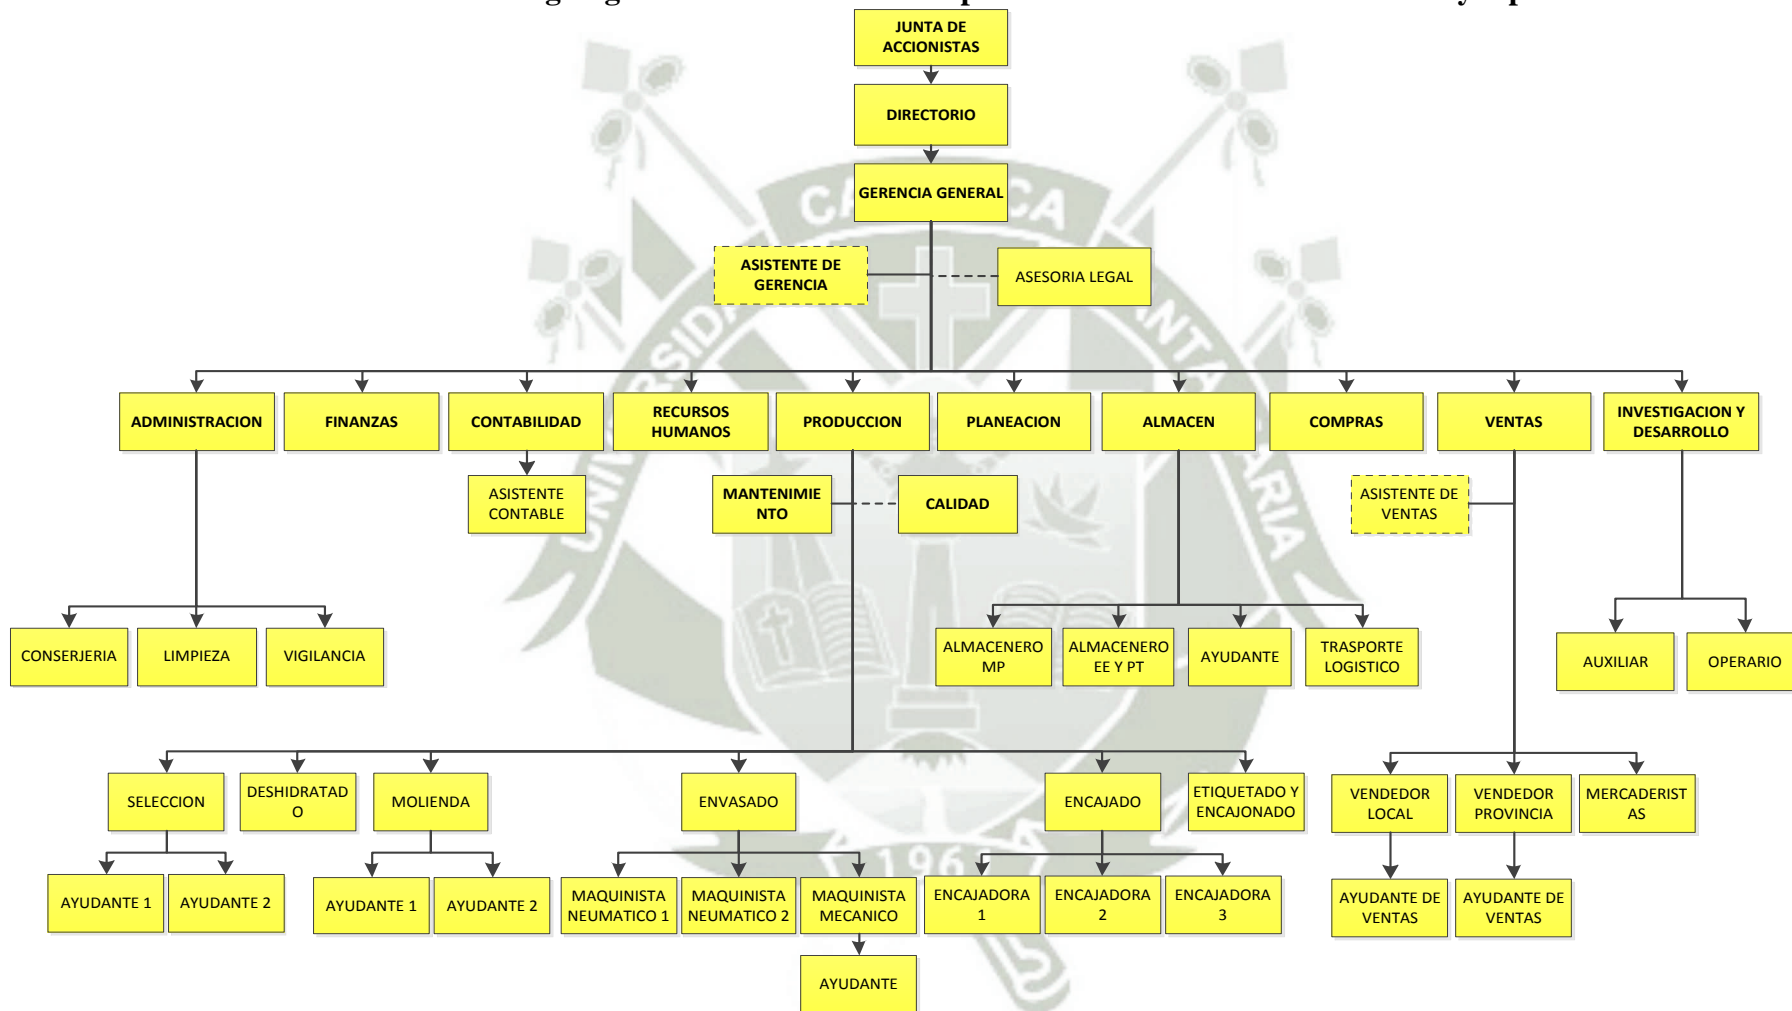 JUNTA DE
ACCIONISTAS
DIRECTORIO
GERENCIA GENERAL
ASISTENTE DE
GERENCIA
ASESORIA LEGAL
ADMINISTRACION
FINANZAS
CONTABILIDAD
RECURSOS
HUMANOS
PRODUCCION
PLANEACION
ALMACEN
COMPRAS
VENTAS
INVESTIGACION Y
DESARROLLO
ASISTENTE
CONTABLE
MANTENIMIE
NTO
CALIDAD
ASISTENTE DE
VENTAS
CONSERJERIA
LIMPIEZA
VIGILANCIA
ALMACENERO
MP
ALMACENERO
EE Y PT
AYUDANTE
TRASPORTE
LOGISTICO
AUXILIAR
OPERARIO
SELECCION
DESHIDRATAD
O
MOLIENDA
ENVASADO
ENCAJADO
ETIQUETADO Y
ENCAJONADO
VENDEDOR
LOCAL
VENDEDOR
PROVINCIA
MERCADERIST
AS
AYUDANTE 1
AYUDANTE 2
AYUDANTE 1
AYUDANTE 2
MAQUINISTA
NEUMATICO 1
MAQUINISTA
NEUMATICO 2
MAQUINISTA
MECANICO
ENCAJADORA
1
ENCAJADORA
2
ENCAJADORA
3
AYUDANTE DE
VENTAS
AYUDANTE DE
VENTAS
AYUDANTE